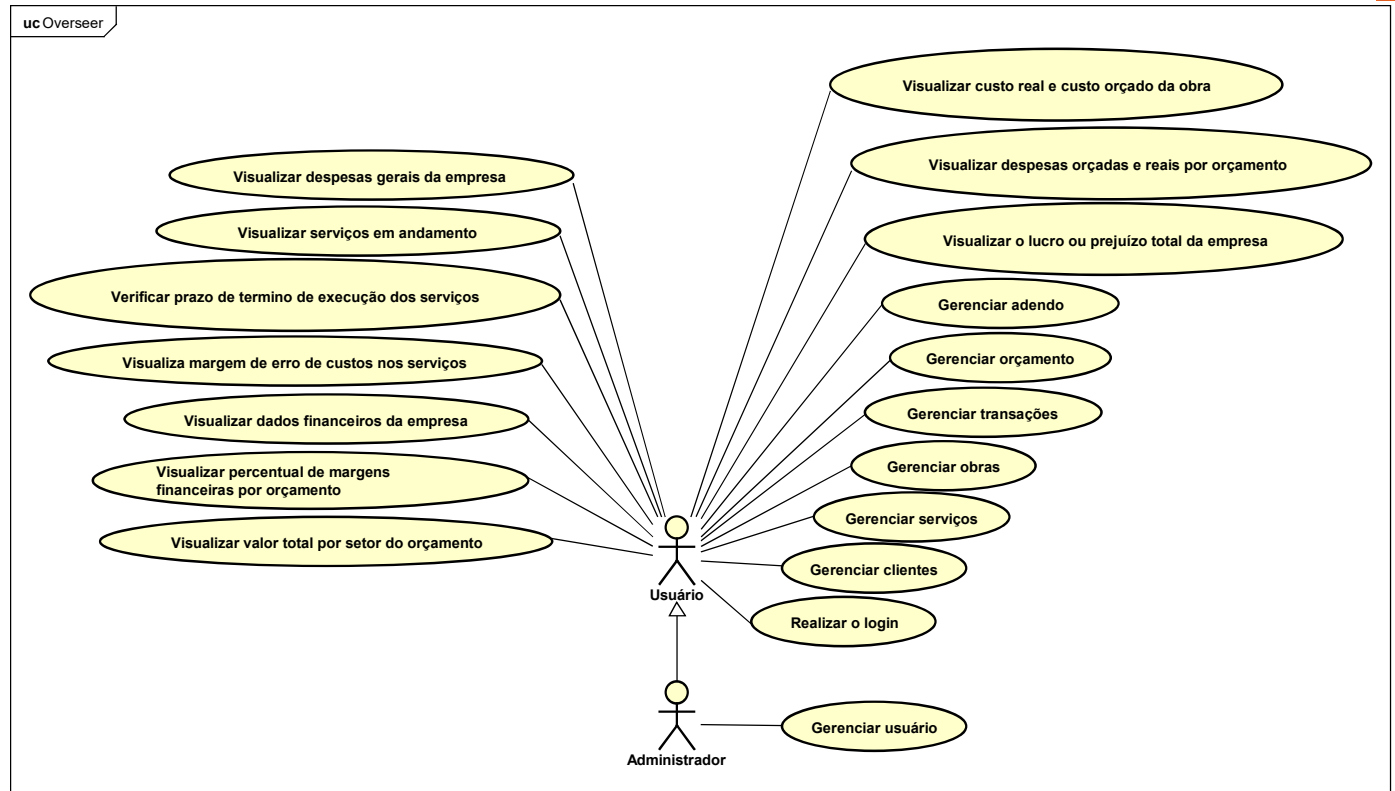 uc Overseer
Visualizar custo real e custo orçado da obra
Visualizar despesas orçadas e reais por orçamento
Visualizar despesas gerais da empresa
Visualizar serviços em andamento
Visualizar o lucro ou prejuízo total da empresa
Verificar prazo de termino de execução dos serviços
Gerenciar adendo
Visualiza margem de erro de custos nos serviços
Gerenciar orçamento
Visualizar dados financeiros da empresa
Gerenciar transações
Visualizar percentual de margens
financeiras por orçamento
Gerenciar obras
Visualizar valor total por setor do orçamento
Gerenciar serviços
Gerenciar clientes
Usuário
Realizar o login
Gerenciar usuário
Administrador